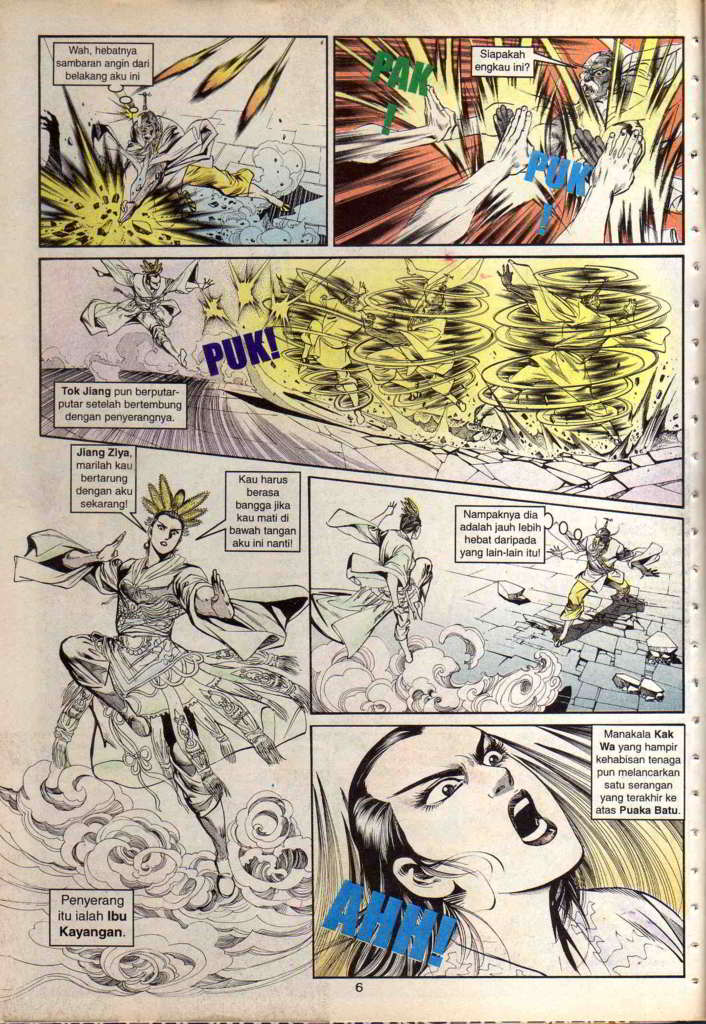 Wah, hebatnya
sambaran angin dari
belakang aku ini
Siapakah
engkau ini?
PAK
!
PUK
!
PUK!
Tok Jiang pun berputar-
putar setelah bertembung
dengan penyerangnya.
Jiang Ziya,
marilah kau
bertarung
dengan aku
sekarang!
Kau harus
berasa
bangga jika
kau mati di
bawah tangan
aku ini nanti!
Nampaknya dia
adalah jauh lebih
hebat daripada
yang lain-lain itu!
Penyerang
itu ialah Ibu
Kayangan.
Manakala Kak
Wa yang hampir
kehabisan tenaga
pun melancarkan
satu serangan
yang terakhir ke
atas Puaka Batu.
AHH!
6